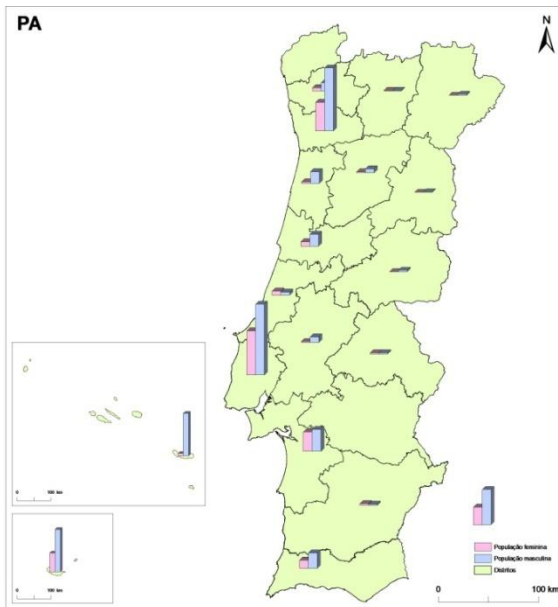 PA
N
0 100 km
0 100 km
População feminina
População masculina
Distritos
0 100 km